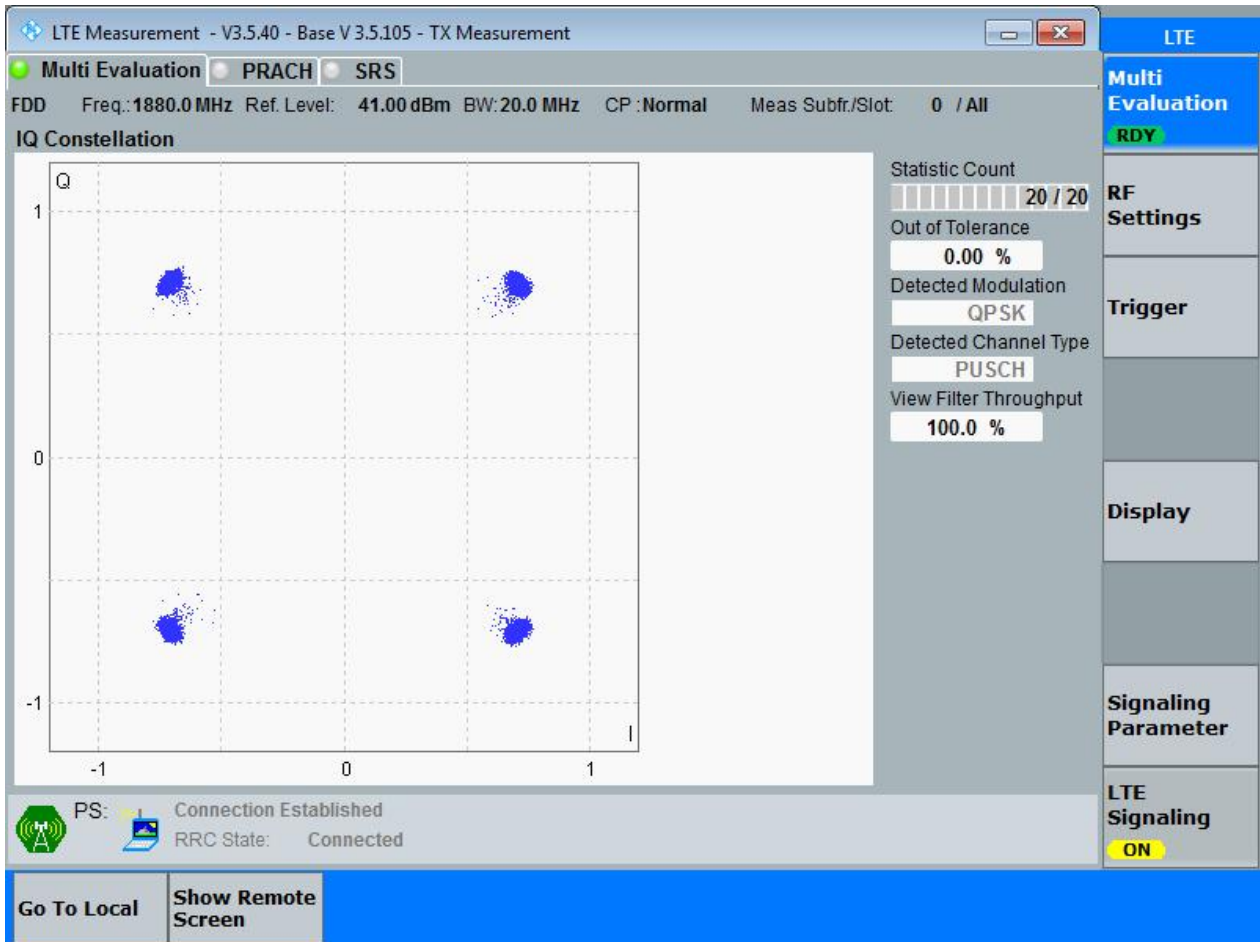 LTE Measurement - V3.5.40 - Base V 3.5.105 - TX Measurement
Multi Evaluation PRACH SRS
FDD Freq.: 1880.0 MHz Ref. Level: 41.00 dBm BW: 20.0 MHz CP : Normal Meas Subfr./Slot: 0 / All
IQ Constellation
Q
1
0
-1
I
-1 0 1
Statistic Count
20 / 20
Out of Tolerance
0.00 %
Detected Modulation
QPSK
Detected Channel Type
PUSCH
View Filter Throughput
100.0 %
PS: Connection Established
RRC State: Connected
LTE
Multi
Evaluation
RDY
RF
Settings
Trigger
Display
Signaling
Parameter
LTE
Signaling
ON
Go To Local
Show Remote
Screen